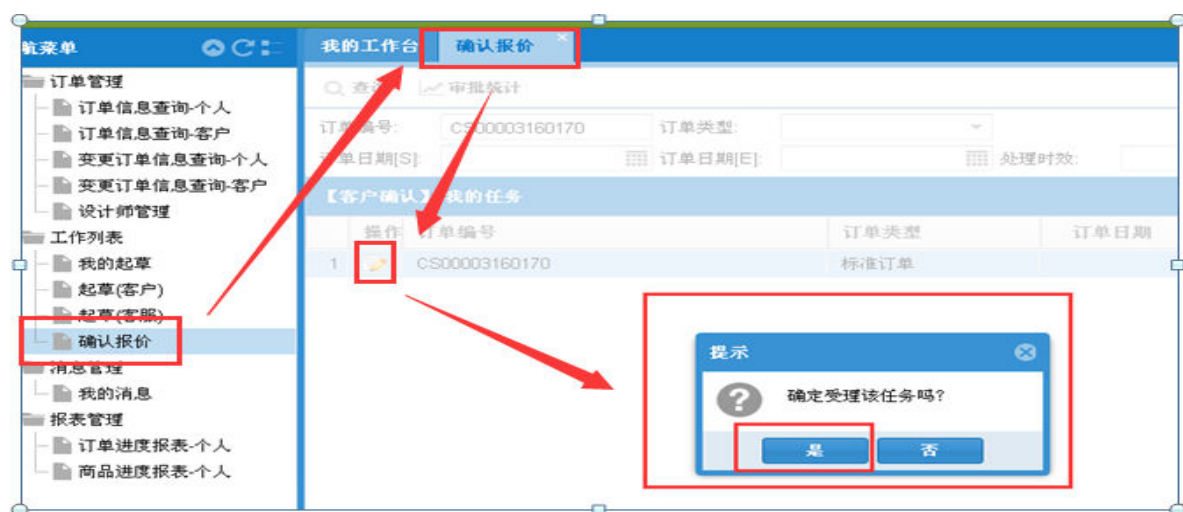 航菜单
订单管理
订单信息查询-个人
订单信息查询-客户
变更订单信息查询-个人
变更订单信息查询-客户
设计师管理
工作列表
我的起草
起草(客户)
起草(客服)
确认报价
消息管理
我的消息
报表管理
订单进度报表-个人
商品进度报表-个人
我的工作台 确认报价
查询 审批统计
订单编号: CS00003160170 订单类型:
订单日期[S]: 订单日期[E]: 处理时效:
【客户确认】我的任务
操作 订单编号 订单类型 订单日期
1 CS00003160170 标准订单
提示
确定受理该任务吗?
是 否